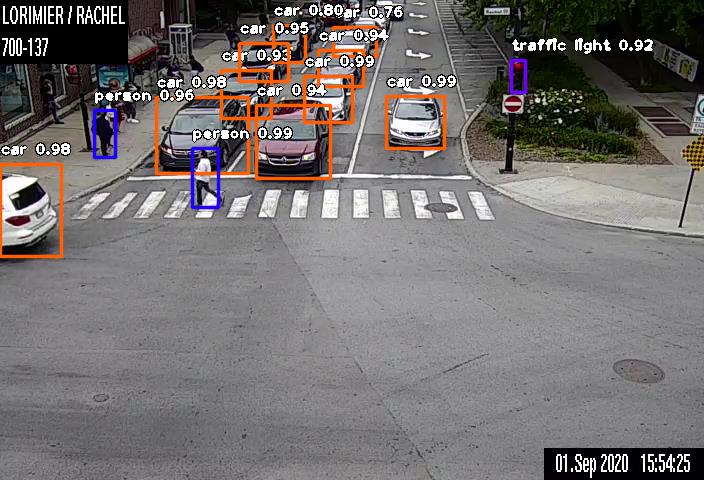 LORIMIER / RACHEL
700-137
car 0.80
car 0.76
car 0.95
car 0.94
car 0.93
car 0.99
car 0.98
car 0.94
car 0.99
traffic light 0.92
person 0.96
person 0.99
car 0.98
01.Sep 2020 15:54:25